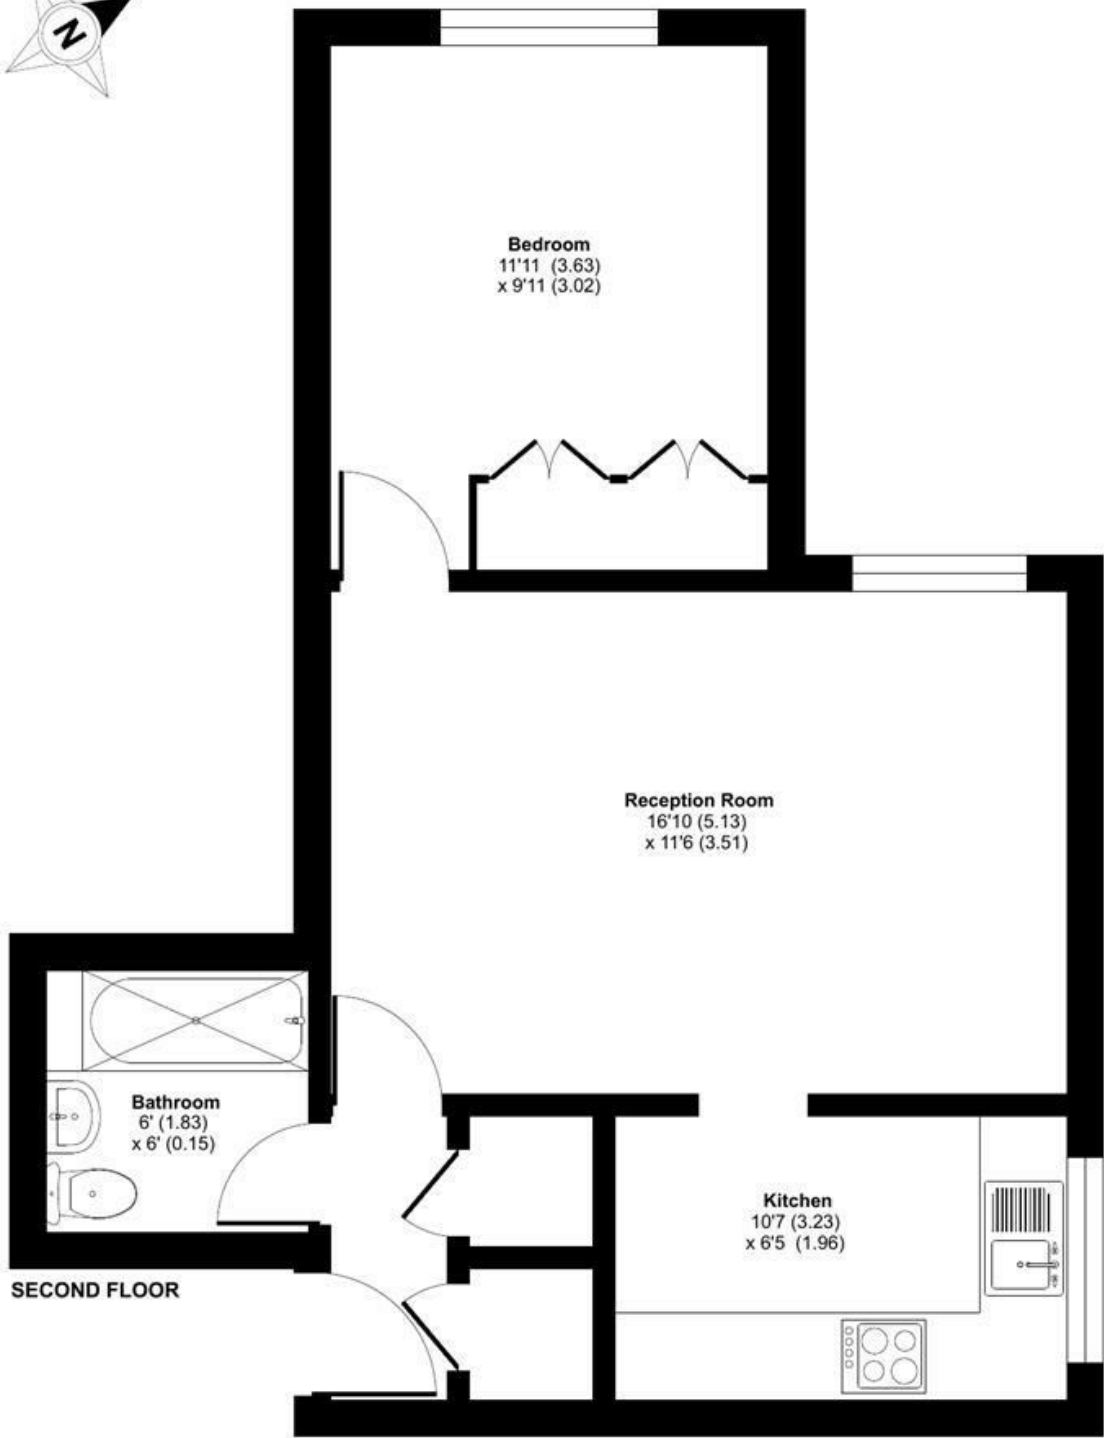 N
Bedroom
11'11 (3.63)
x 9'11 (3.02)
Reception Room
16'10 (5.13)
x 11'6 (3.51)
Bathroom
6' (1.83)
x 6' (0.15)
Kitchen
10'7 (3.23)
x 6'5 (1.96)
SECOND FLOOR